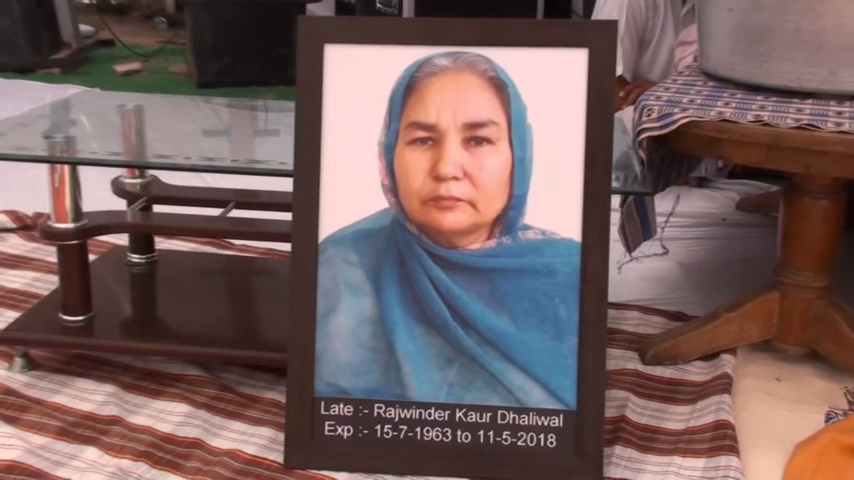 Late :- Rajwinder Kaur Dhaliwal
Exp :- 15-7-1963 to 11-5-2018